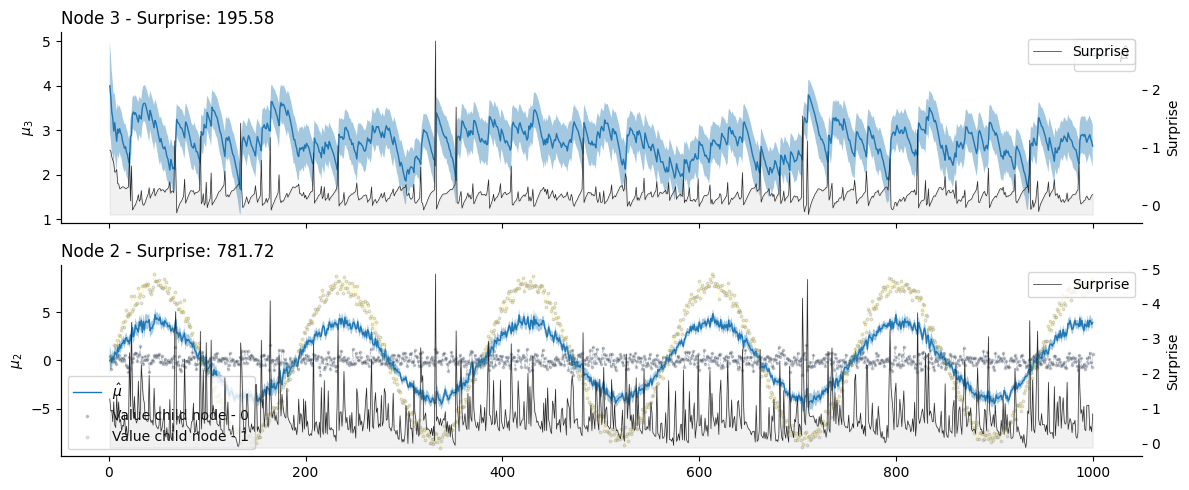 Node 3 - Surprise: 195.58
5
4
3
2
1
μ3
Surprise
2
1
0
Surprise
Node 2 - Surprise: 781.72
5
0
−5
μ2
μ̂
Value child node - 0
Value child node - 1
Surprise
5
4
3
2
1
0
Surprise
0
200
400
600
800
1000